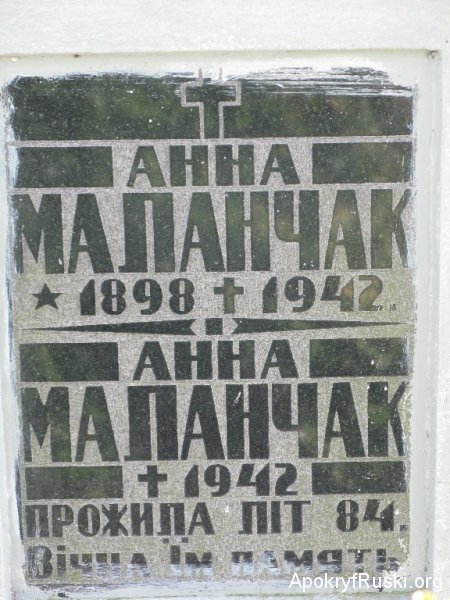 АННА
МАЛАНЧАК
★ 1898 ✝ 1942
АННА
МАЛАНЧАК
✝ 1942
ПРОЖИЛА ЛІТ 84.
ВІЧНА ЇМ ПАМЯТЬ
ApokryfRuski.org